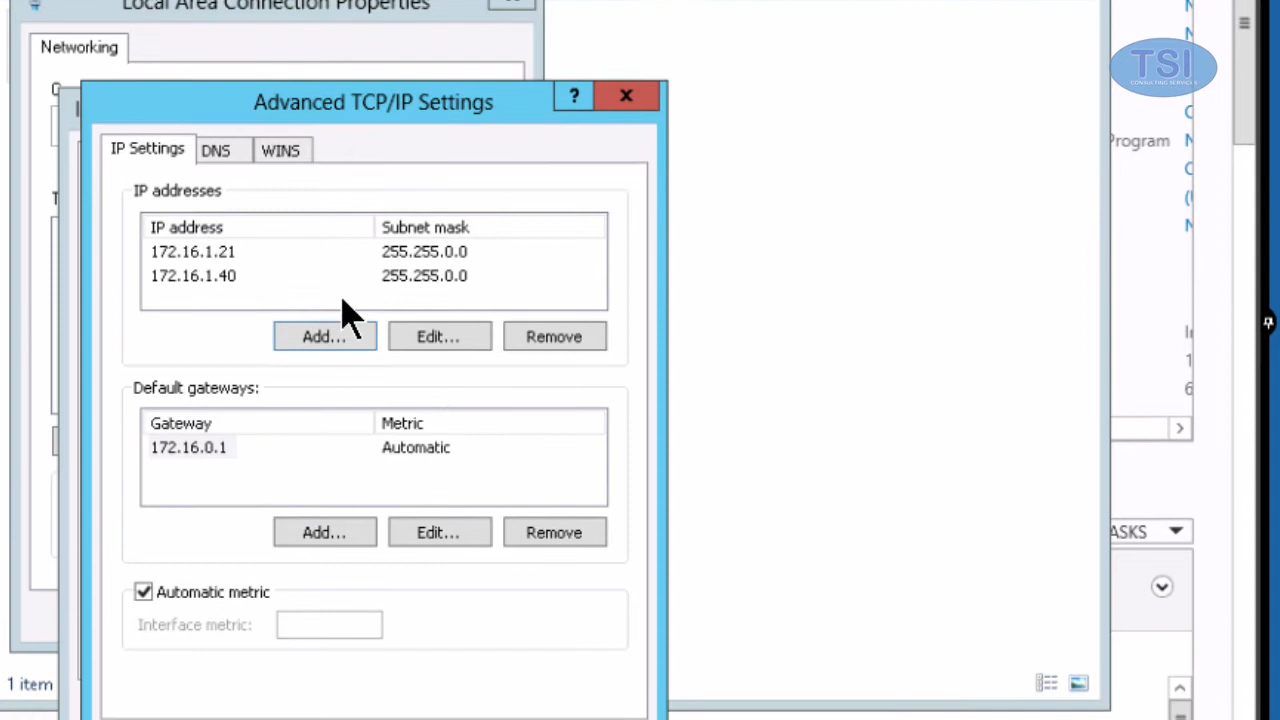 Local Area Connection Properties
Networking
TSI
CONSULTING SERVICES
Advanced TCP/IP Settings
?
IP Settings
DNS
WINS
Program
IP addresses
IP address
Subnet mask
172.16.1.21
255.255.0.0
172.16.1.40
255.255.0.0
Add...
Edit...
Remove
Default gateways:
Gateway
Metric
172.16.0.1
Automatic
Add...
Edit...
Remove
ASKS
Automatic metric
Interface metric:
1 item